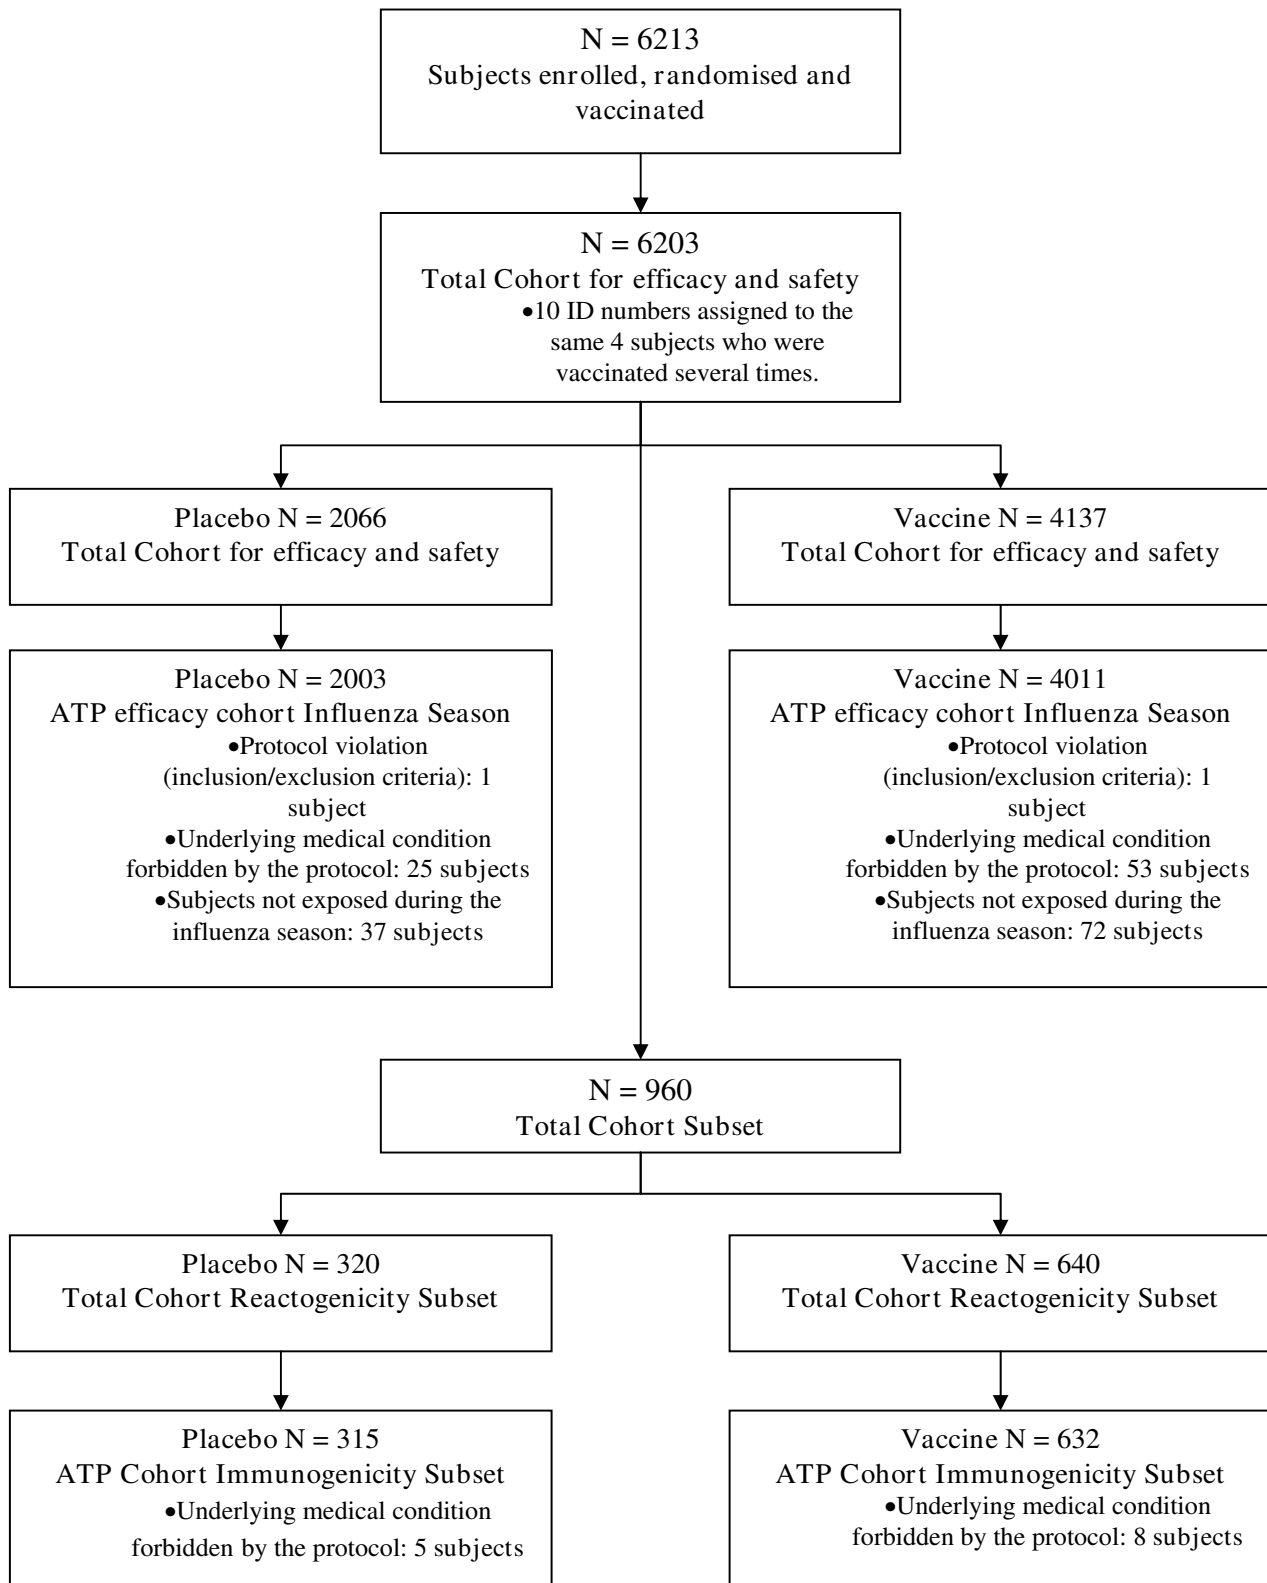 N = 6213
Subjects enrolled, randomised and
vaccinated
N = 6203
Total Cohort for efficacy and safety
•10 ID numbers assigned to the
same 4 subjects who were
vaccinated several times.
Placebo N = 2066
Total Cohort for efficacy and safety
Vaccine N = 4137
Total Cohort for efficacy and safety
Placebo N = 2003
ATP efficacy cohort Influenza Season
•Protocol violation
(inclusion/exclusion criteria): 1
subject
•Underlying medical condition
forbidden by the protocol: 25 subjects
•Subjects not exposed during the
influenza season: 37 subjects
Vaccine N = 4011
ATP efficacy cohort Influenza Season
•Protocol violation
(inclusion/exclusion criteria): 1
subject
•Underlying medical condition
forbidden by the protocol: 53 subjects
•Subjects not exposed during the
influenza season: 72 subjects
N = 960
Total Cohort Subset
Placebo N = 320
Total Cohort Reactogenicity Subset
Vaccine N = 640
Total Cohort Reactogenicity Subset
Placebo N = 315
ATP Cohort Immunogenicity Subset
•Underlying medical condition
forbidden by the protocol: 5 subjects
Vaccine N = 632
ATP Cohort Immunogenicity Subset
•Underlying medical condition
forbidden by the protocol: 8 subjects